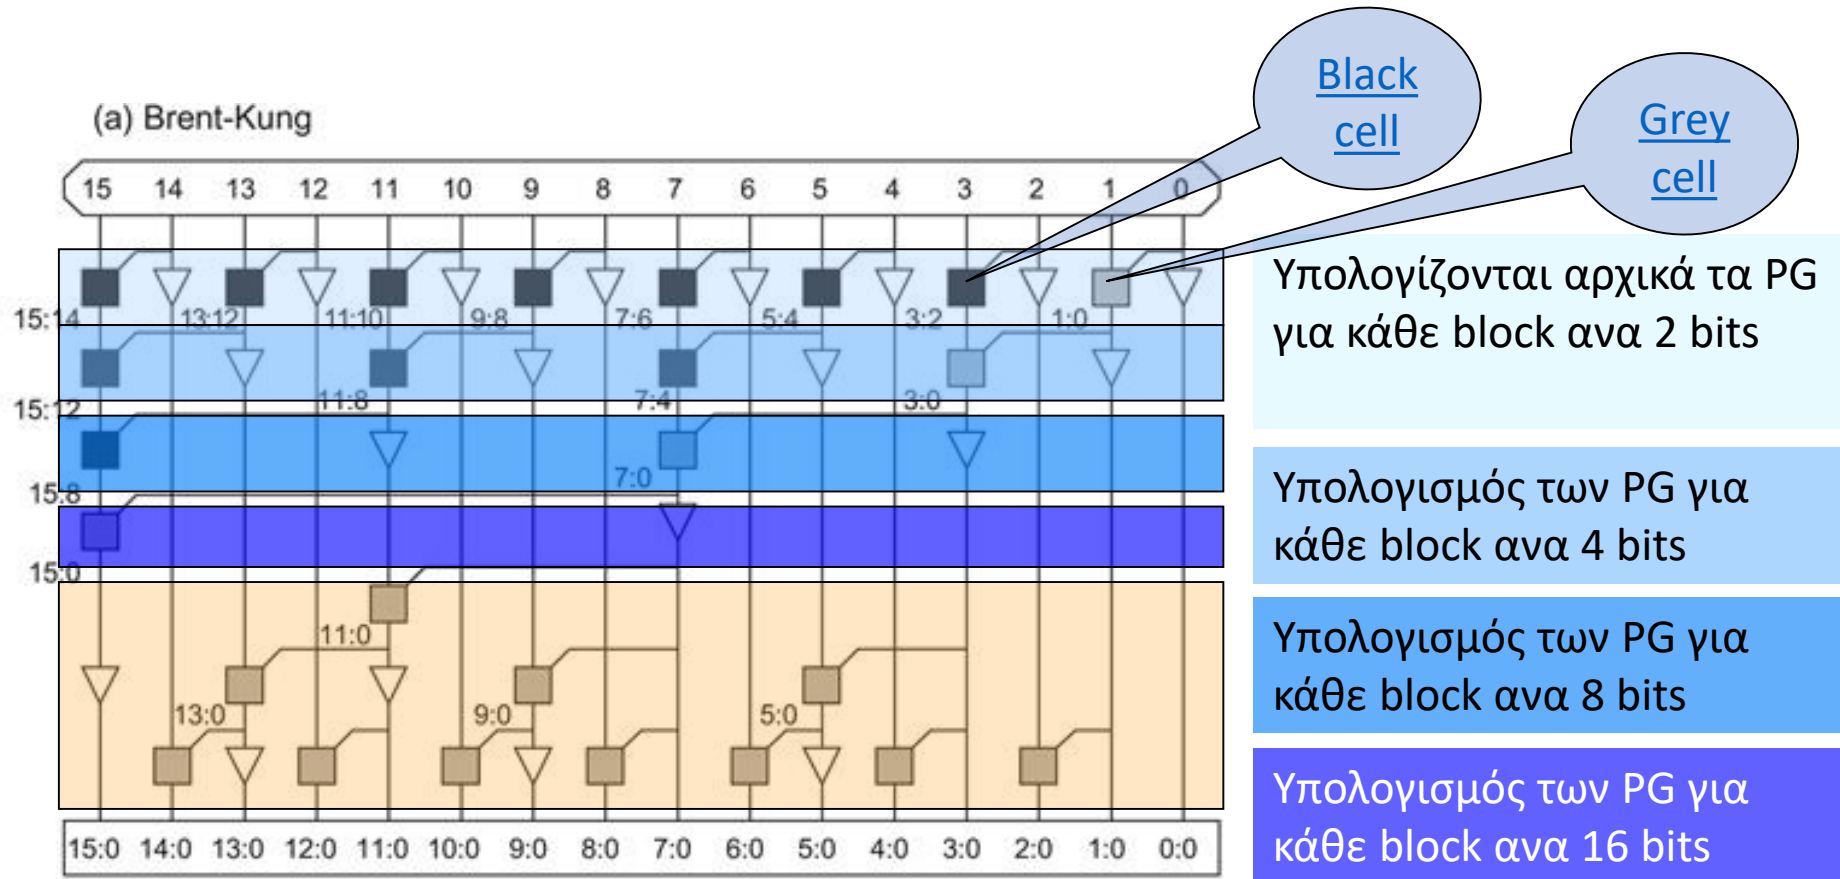 Black
cell
Grey
cell
(a) Brent-Kung
15 14 13 12 11 10 9 8 7 6 5 4 3 2 1 0
15:14 13:12 11:10 9:8 7:6 5:4 3:2 1:0
15:12 11:8 7:4 3:0
15:8 7:0
15:0
11:0
13:0 9:0 5:0
15:0 14:0 13:0 12:0 11:0 10:0 9:0 8:0 7:0 6:0 5:0 4:0 3:0 2:0 1:0 0:0
Υπολογίζονται αρχικά τα PG
για κάθε block ανα 2 bits
Υπολογισμός των PG για
κάθε block ανα 4 bits
Υπολογισμός των PG για
κάθε block ανα 8 bits
Υπολογισμός των PG για
κάθε block ανα 16 bits